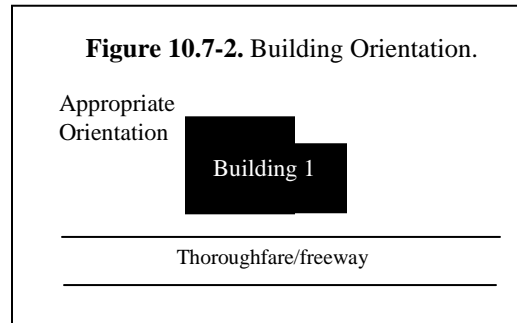 Figure 10.7-2. Building Orientation.
Appropriate
Orientation
Building 1
Thoroughfare/freeway